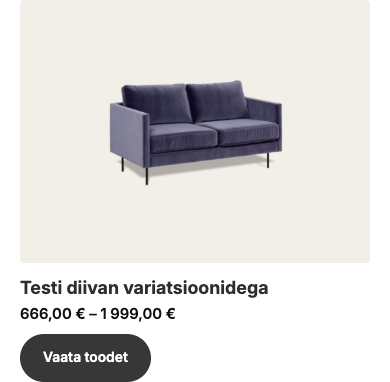 Testi diivan variatsioonidega
666,00 € – 1 999,00 €
Vaata toodet